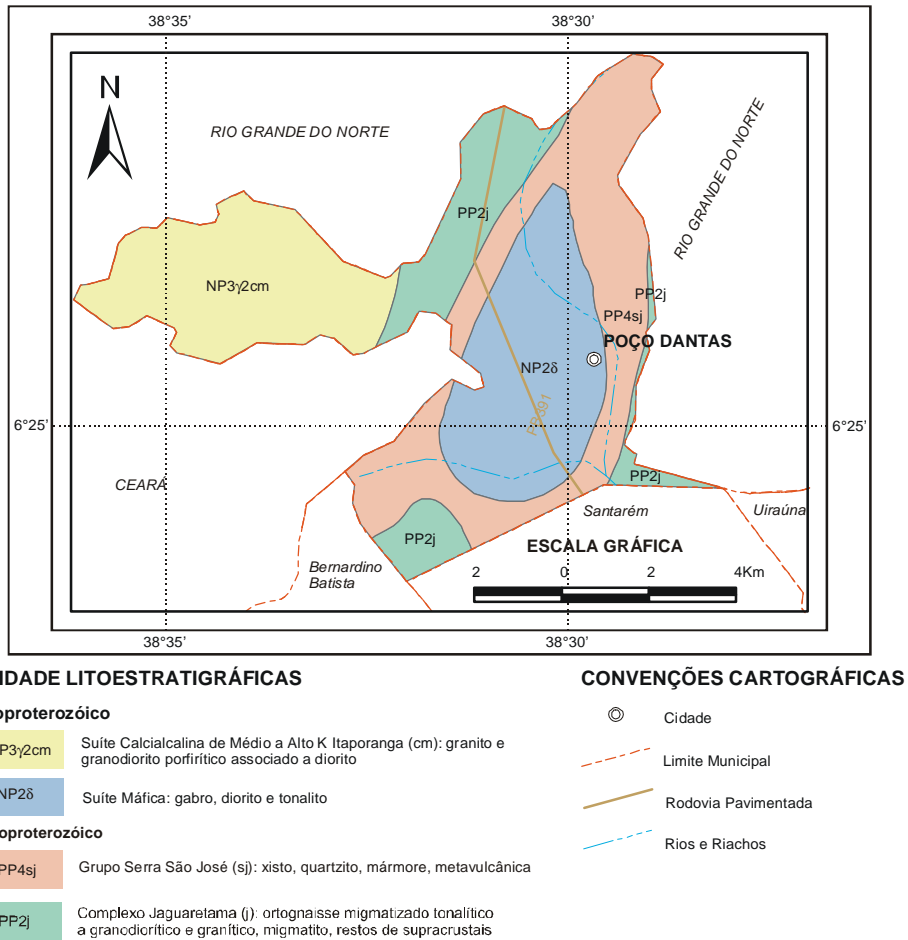 38°35'
38°30'
N
RIO GRANDE DO NORTE
RIO GRANDE DO NORTE
PP2j
NP3γ2cm
PP2j
PP4sj
POÇO DANTAS
NP2δ
6°25'
6°25'
CEARÁ
PP2j
Santarém
Uiraúna
PP2j
ESCALA GRÁFICA
Bernardino
Batista
2 0 2 4Km
38°35'
38°30'
IDADE LITOESTRATIGRÁFICAS
oproterozóico
P3γ2cm
Suíte Calcialcalina de Médio a Alto K Itaporanga (cm): granito e
granodiorito porfirítico associado a diorito
NP2δ
Suíte Máfica: gabro, diorito e tonalito
oproterozóico
PP4sj
Grupo Serra São José (sj): xisto, quartzito, mármore, metavulcânica
PP2j
Complexo Jaguaretama (j): ortognaisse migmatizado tonalítico
a granodiorítico e granítico, migmatito, restos de supracrustais
CONVENÇÕES CARTOGRÁFICAS
Cidade
Limite Municipal
Rodovia Pavimentada
Rios e Riachos